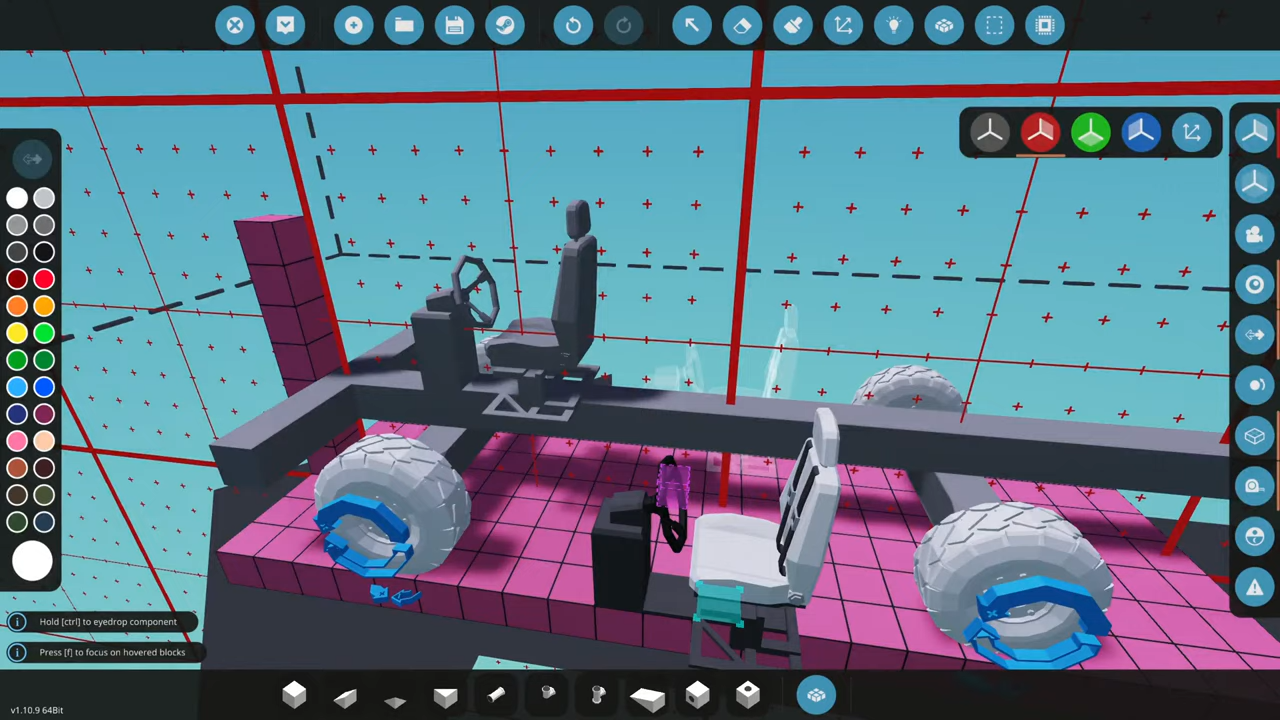 Hold [ctrl] to eyedrop component
Press [f] to focus on hovered blocks
v1.10.9 64Bit